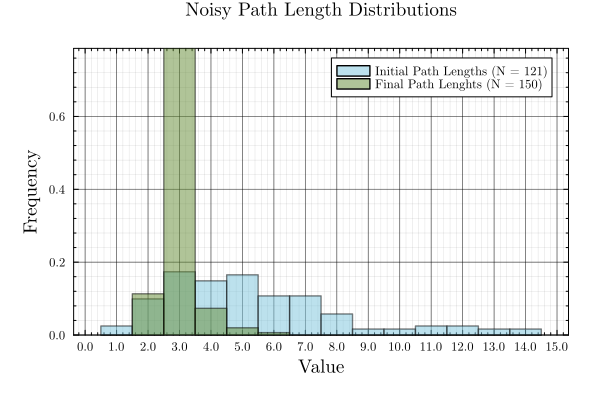 Noisy Path Length Distributions
Initial Path Lengths (N = 121)
Final Path Lenghts (N = 150)
0.6
0.4
0.2
0.0
Frequency
0.0 1.0 2.0 3.0 4.0 5.0 6.0 7.0 8.0 9.0 10.0 11.0 12.0 13.0 14.0 15.0
Value